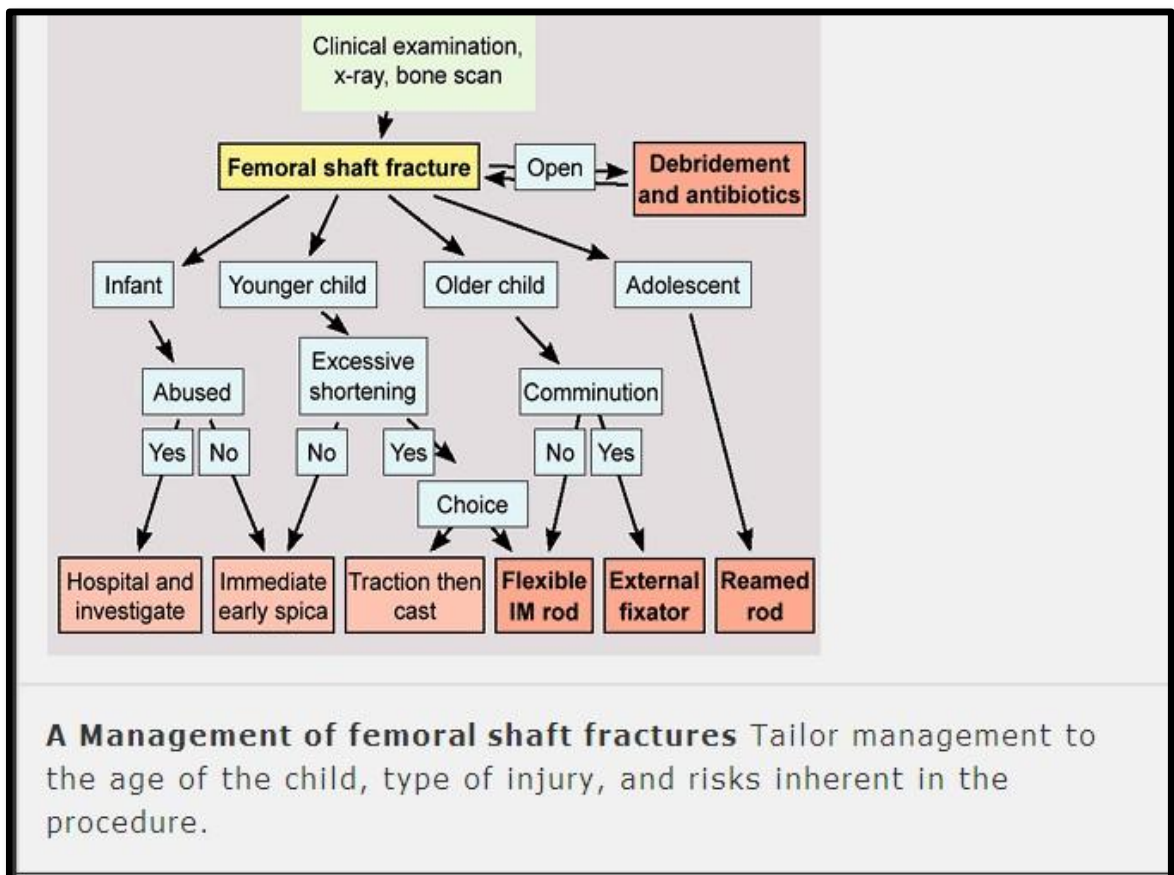 Clinical examination,
x-ray, bone scan
Femoral shaft fracture
Open
Debridement
and antibiotics
Infant
Younger child
Older child
Adolescent
Abused
Excessive
shortening
Comminution
Yes
No
No
Yes
No
Yes
Choice
Hospital and
investigate
Immediate
early spica
Traction then
cast
Flexible
IM rod
External
fixator
Reamed
rod
A Management of femoral shaft fractures Tailor management to
the age of the child, type of injury, and risks inherent in the
procedure.